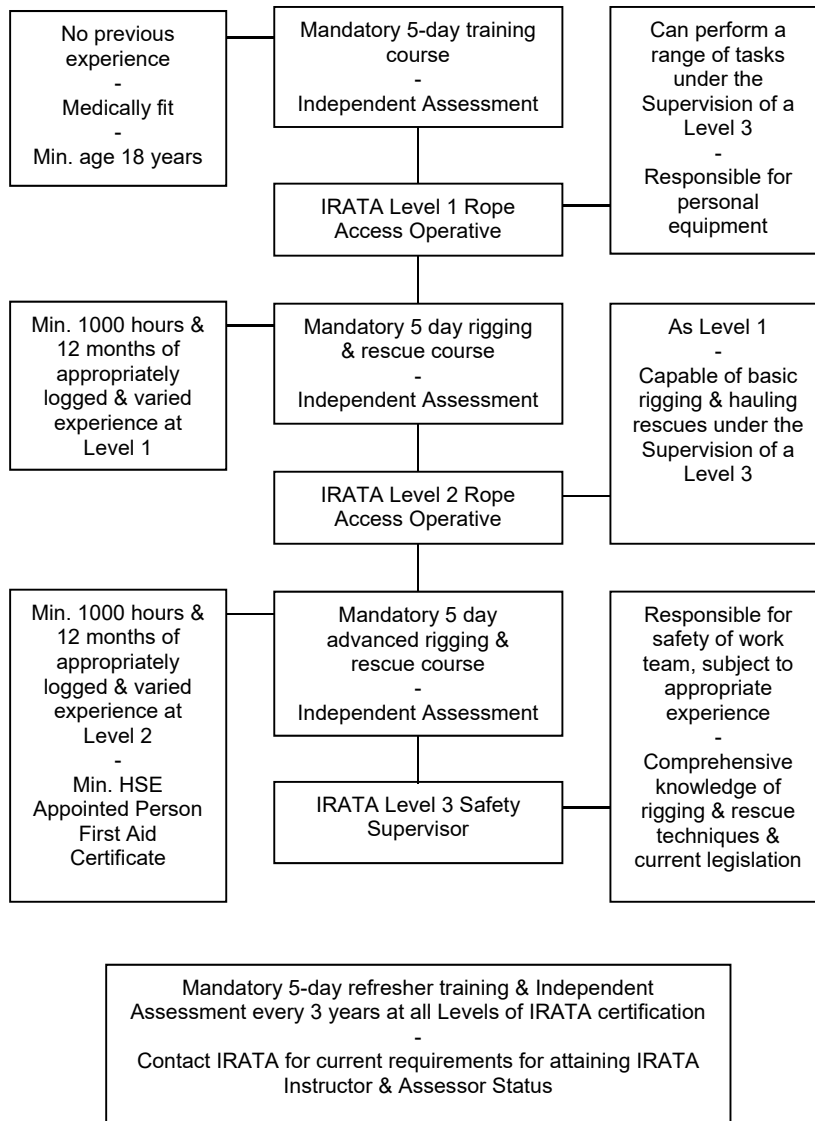 No previous
experience
-
Medically fit
-
Min. age 18 years
Mandatory 5-day training
course
-
Independent Assessment
Can perform a
range of tasks
under the
Supervision of a
Level 3
-
Responsible for
personal
equipment
IRATA Level 1 Rope
Access Operative
Min. 1000 hours &
12 months of
appropriately
logged & varied
experience at
Level 1
Mandatory 5 day rigging
& rescue course
-
Independent Assessment
As Level 1
-
Capable of basic
rigging & hauling
rescues under the
Supervision of a
Level 3
IRATA Level 2 Rope
Access Operative
Min. 1000 hours &
12 months of
appropriately
logged & varied
experience at
Level 2
-
Min. HSE
Appointed Person
First Aid
Certificate
Mandatory 5 day
advanced rigging &
rescue course
-
Independent Assessment
Responsible for
safety of work
team, subject to
appropriate
experience
-
Comprehensive
knowledge of
rigging & rescue
techniques &
current legislation
IRATA Level 3 Safety
Supervisor
Mandatory 5-day refresher training & Independent
Assessment every 3 years at all Levels of IRATA certification
-
Contact IRATA for current requirements for attaining IRATA
Instructor & Assessor Status